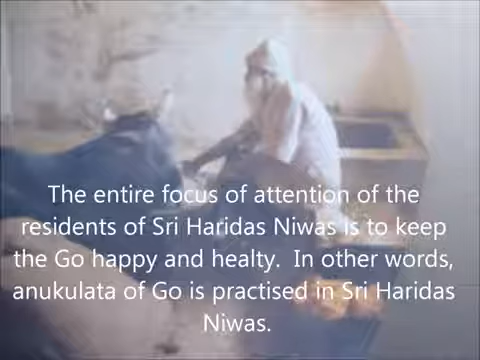 The entire focus of attention of the
residents of Sri Haridas Niwas is to keep
the Go happy and healty.  In other words,
anukulata of Go is practised in Sri Haridas
Niwas.